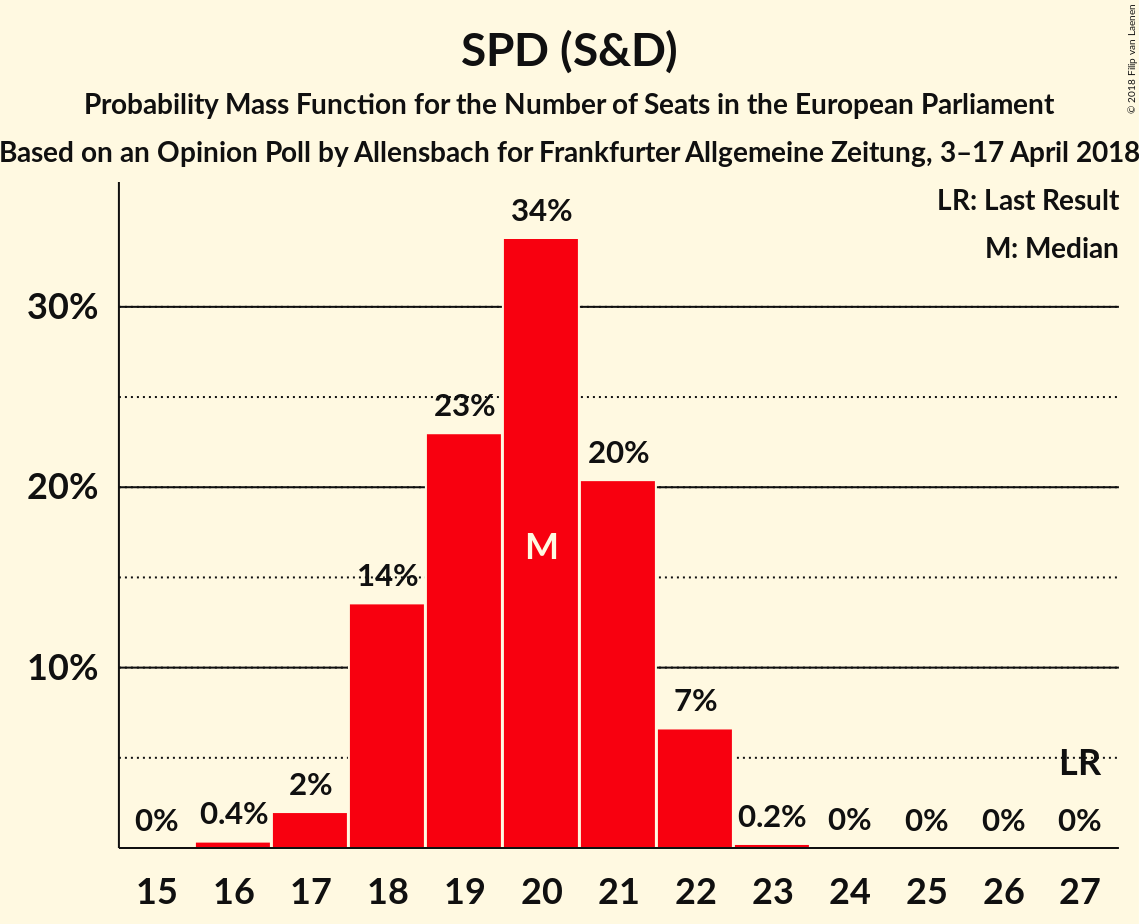 SPD (S&D)
Probability Mass Function for the Number of Seats in the European Parliament
Based on an Opinion Poll by Allensbach for Frankfurter Allgemeine Zeitung, 3–17 April 2018
© 2018 Filip van Laenen
LR: Last Result
M: Median
30%
20%
10%
0%
0.4%
2%
14%
23%
34%
M
20%
7%
0.2%
0%
0%
0%
LR
0%
15 16 17 18 19 20 21 22 23 24 25 26 27